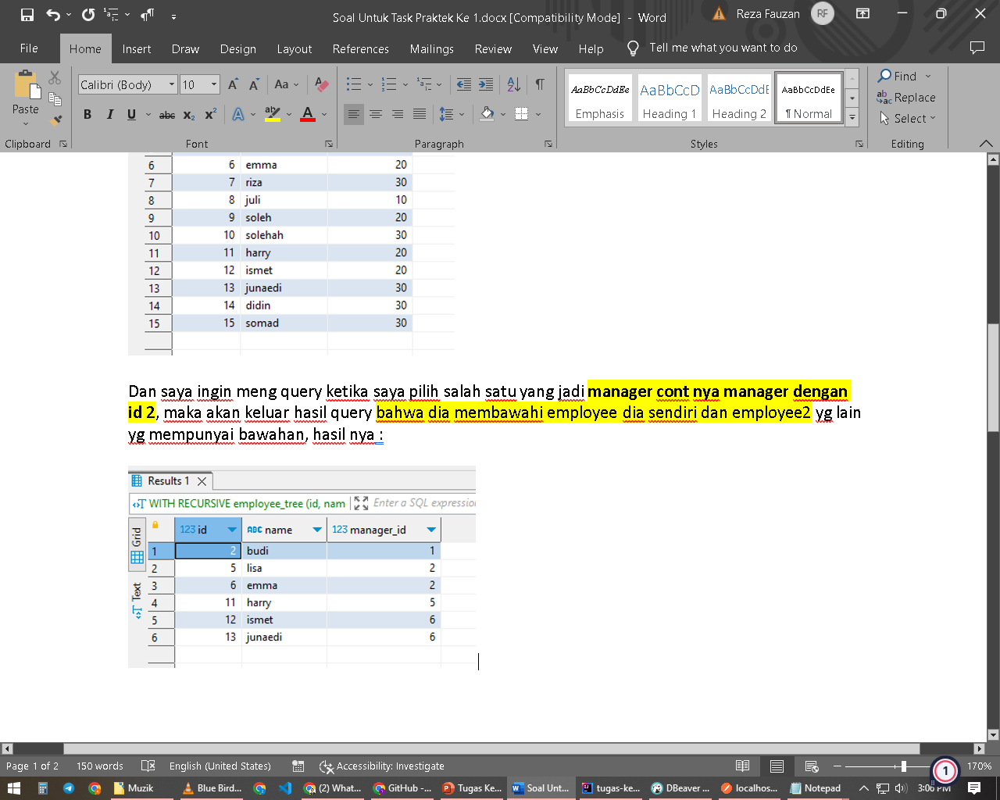 Soal Untuk Task Praktek Ke 1.docx [Compatibility Mode] - Word
Reza Fauzan RF
File Home Insert Draw Design Layout References Mailings Review View Help Tell me what you want to do
Calibri (Body) 10 A A Aa A
Paste
B I U abc x₂ x² A A
Clipboard Font Paragraph Styles Editing
AaBbCcDdEe AaBbCcD AaBbCcDdE AaBbCcDdEe
Emphasis Heading 1 Heading 2 ¶ Normal
Find
Replace
Select
6 6 emma 20
7 7 riza 30
8 8 juli 10
9 9 soleh 20
10 10 solehah 30
11 11 harry 20
12 12 ismet 20
13 13 junaedi 30
14 14 didin 30
15 15 somad 30
Dan saya ingin meng query ketika saya pilih salah satu yang jadi manager cont nya manager dengan
id 2, maka akan keluar hasil query bahwa dia membawahi employee dia sendiri dan employee2 yg lain
yg mempunyai bawahan, hasil nya :
Results 1
WITH RECURSIVE employee_tree (id, nam Enter a SQL expression
Grid
Text
123 id ABC name 123 manager_id
1 2 budi 1
2 5 lisa 2
3 6 emma 2
4 11 harry 5
5 12 ismet 6
6 13 junaedi 6
Page 1 of 2 150 words English (United States) Accessibility: Investigate 170%
Muzik Blue Bird... (2) What... GitHub -... Tugas Ke... Soal Unt... tugas-ke... DBeaver ... localhos... Notepad 1 3:06 PM